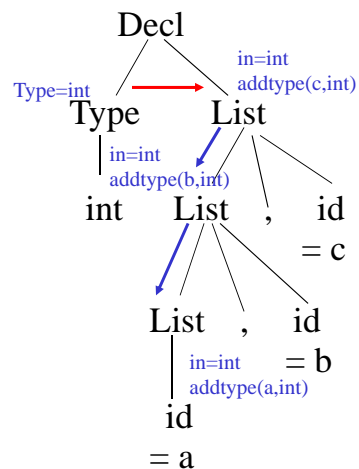 Decl
in=int
addtype(c,int)
Type=int
Type List
in=int
addtype(b,int)
int List , id
= c
List , id
= b
in=int
addtype(a,int)
id
= a